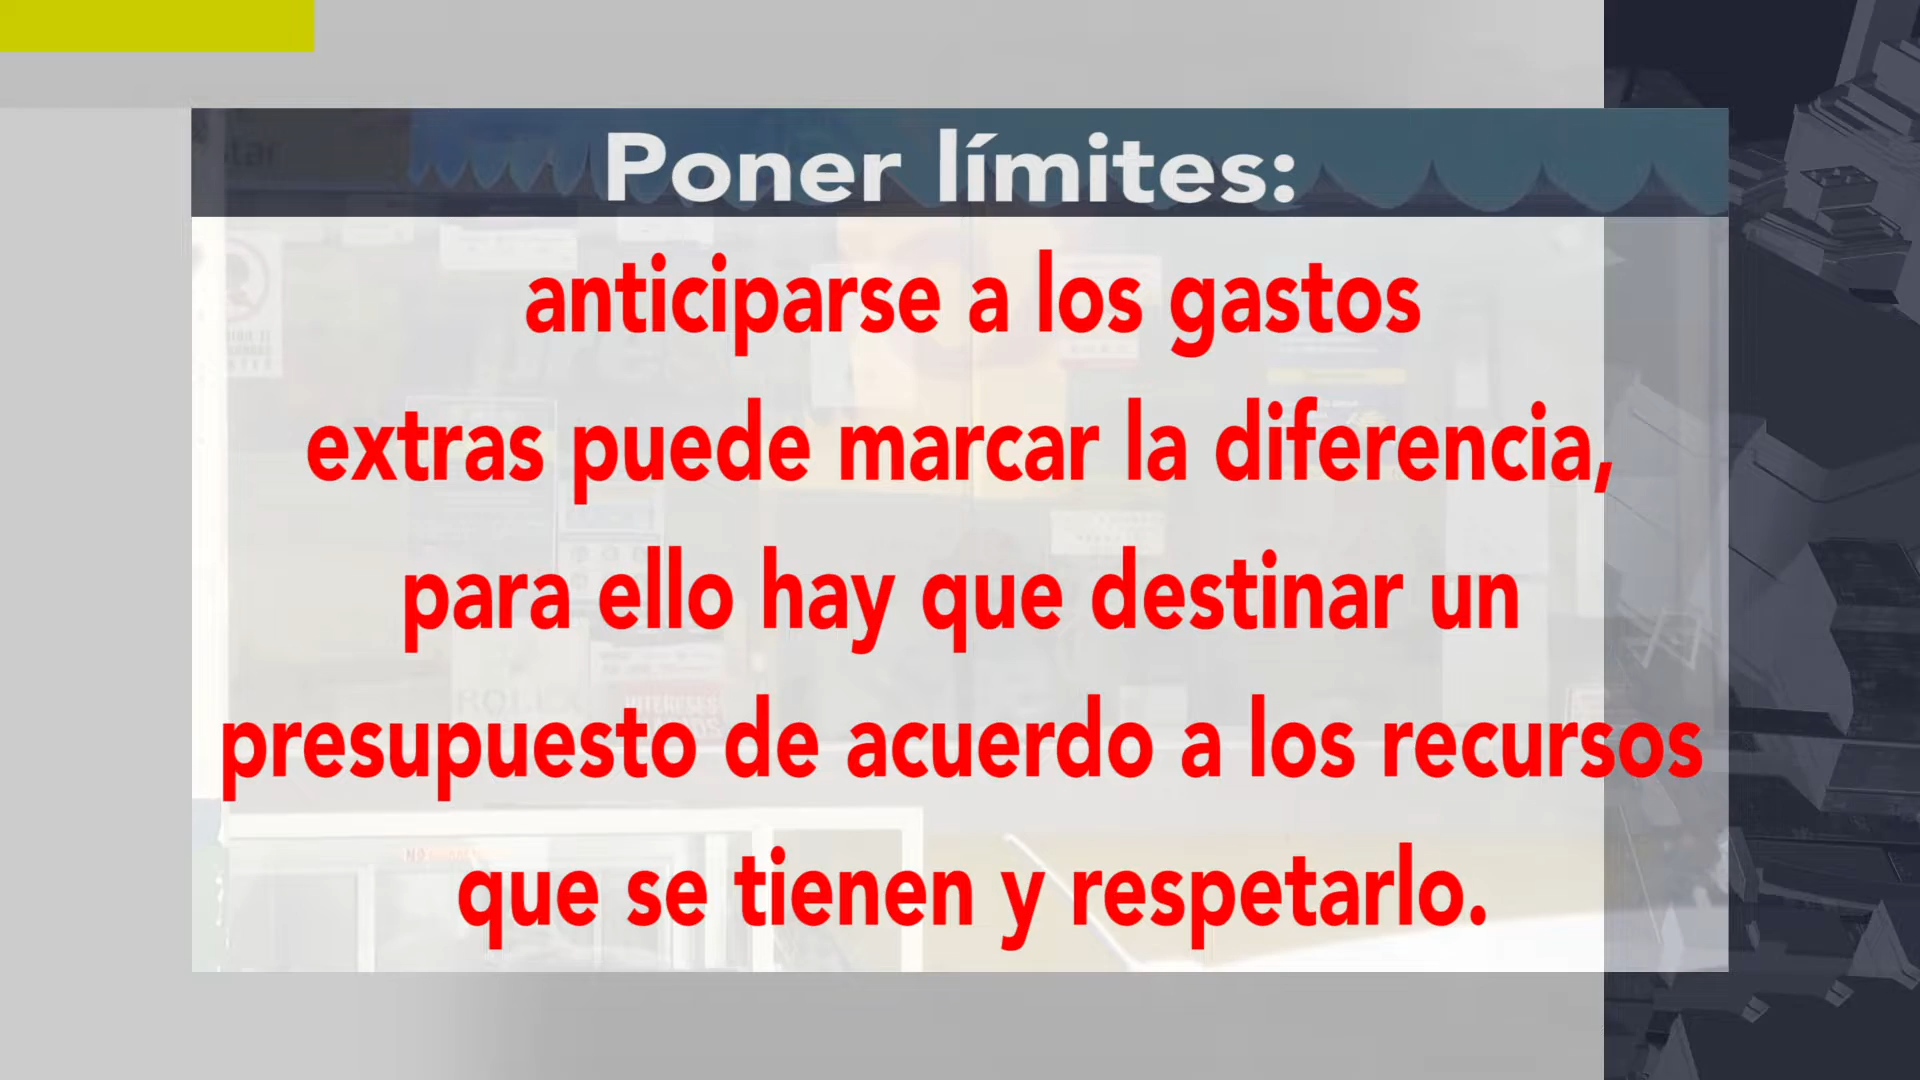 Poner límites:
anticiparse a los gastos
extras puede marcar la diferencia,
para ello hay que destinar un
presupuesto de acuerdo a los recursos
que se tienen y respetarlo.